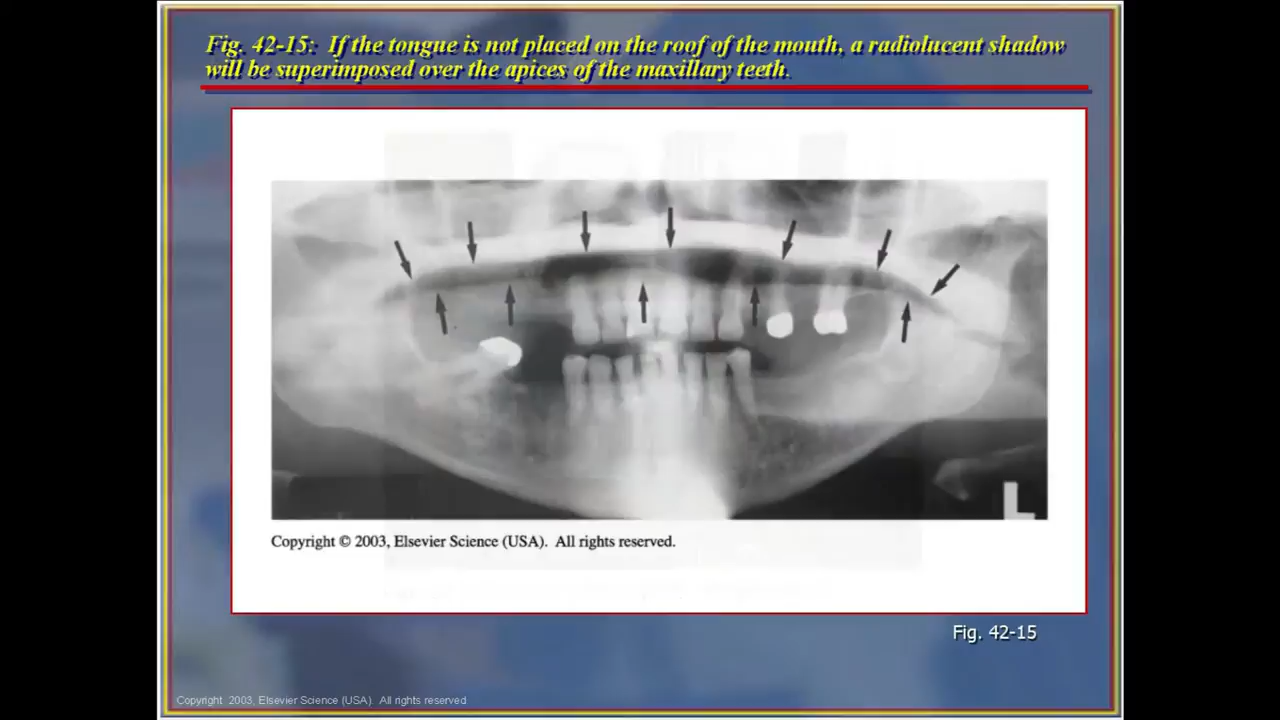 Fig. 42-15:  If the tongue is not placed on the roof of the mouth, a radiolucent shadow
will be superimposed over the apices of the maxillary teeth.
L
Copyright © 2003, Elsevier Science (USA).  All rights reserved.
Fig. 42-15
Copyright  2003, Elsevier Science (USA).  All rights reserved